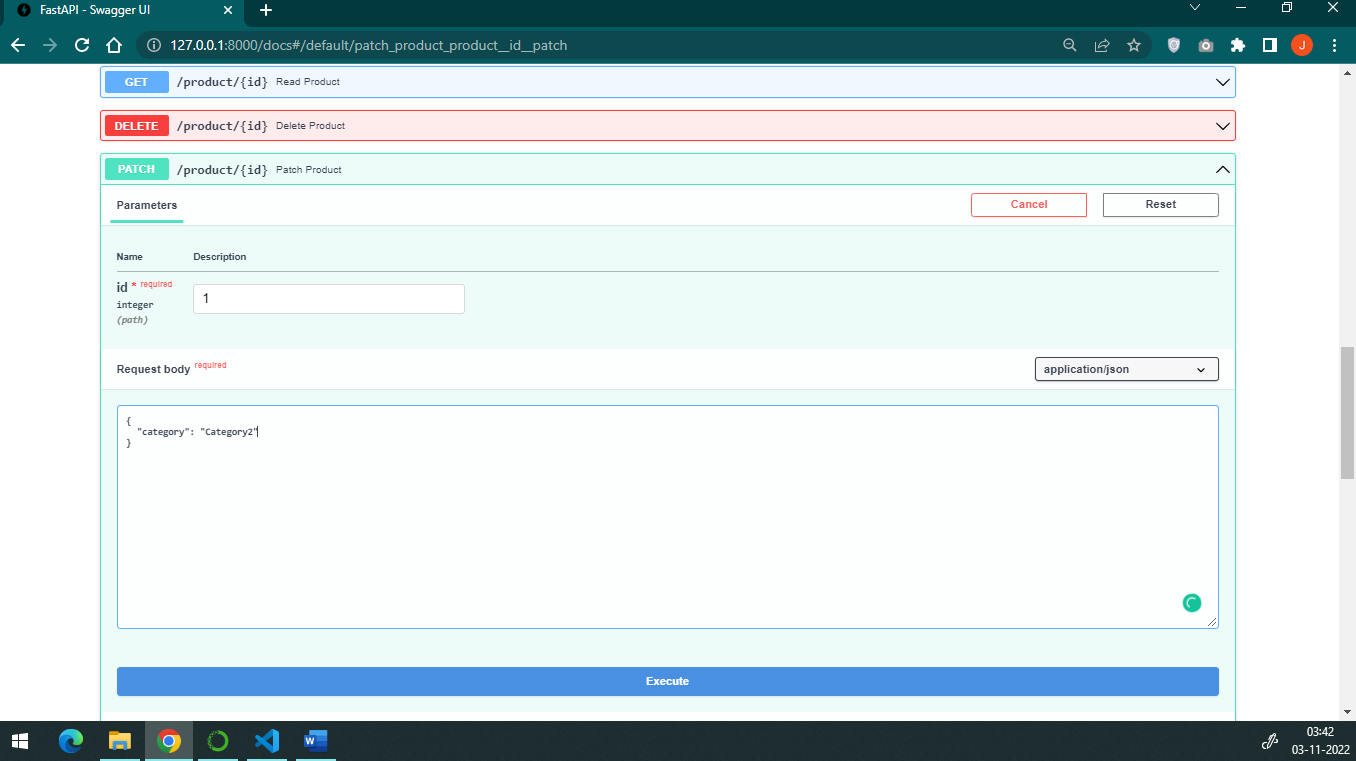 FastAPI - Swagger UI
127.0.0.1:8000/docs#/default/patch_product_product__id__patch
J
GET /product/{id} Read Product
DELETE /product/{id} Delete Product
PATCH /product/{id} Patch Product
Parameters Cancel Reset
Name Description
id * required
1
integer
(path)
Request body required application/json
{
"category": "Category2"
}
Execute
W
03:42
03-11-2022